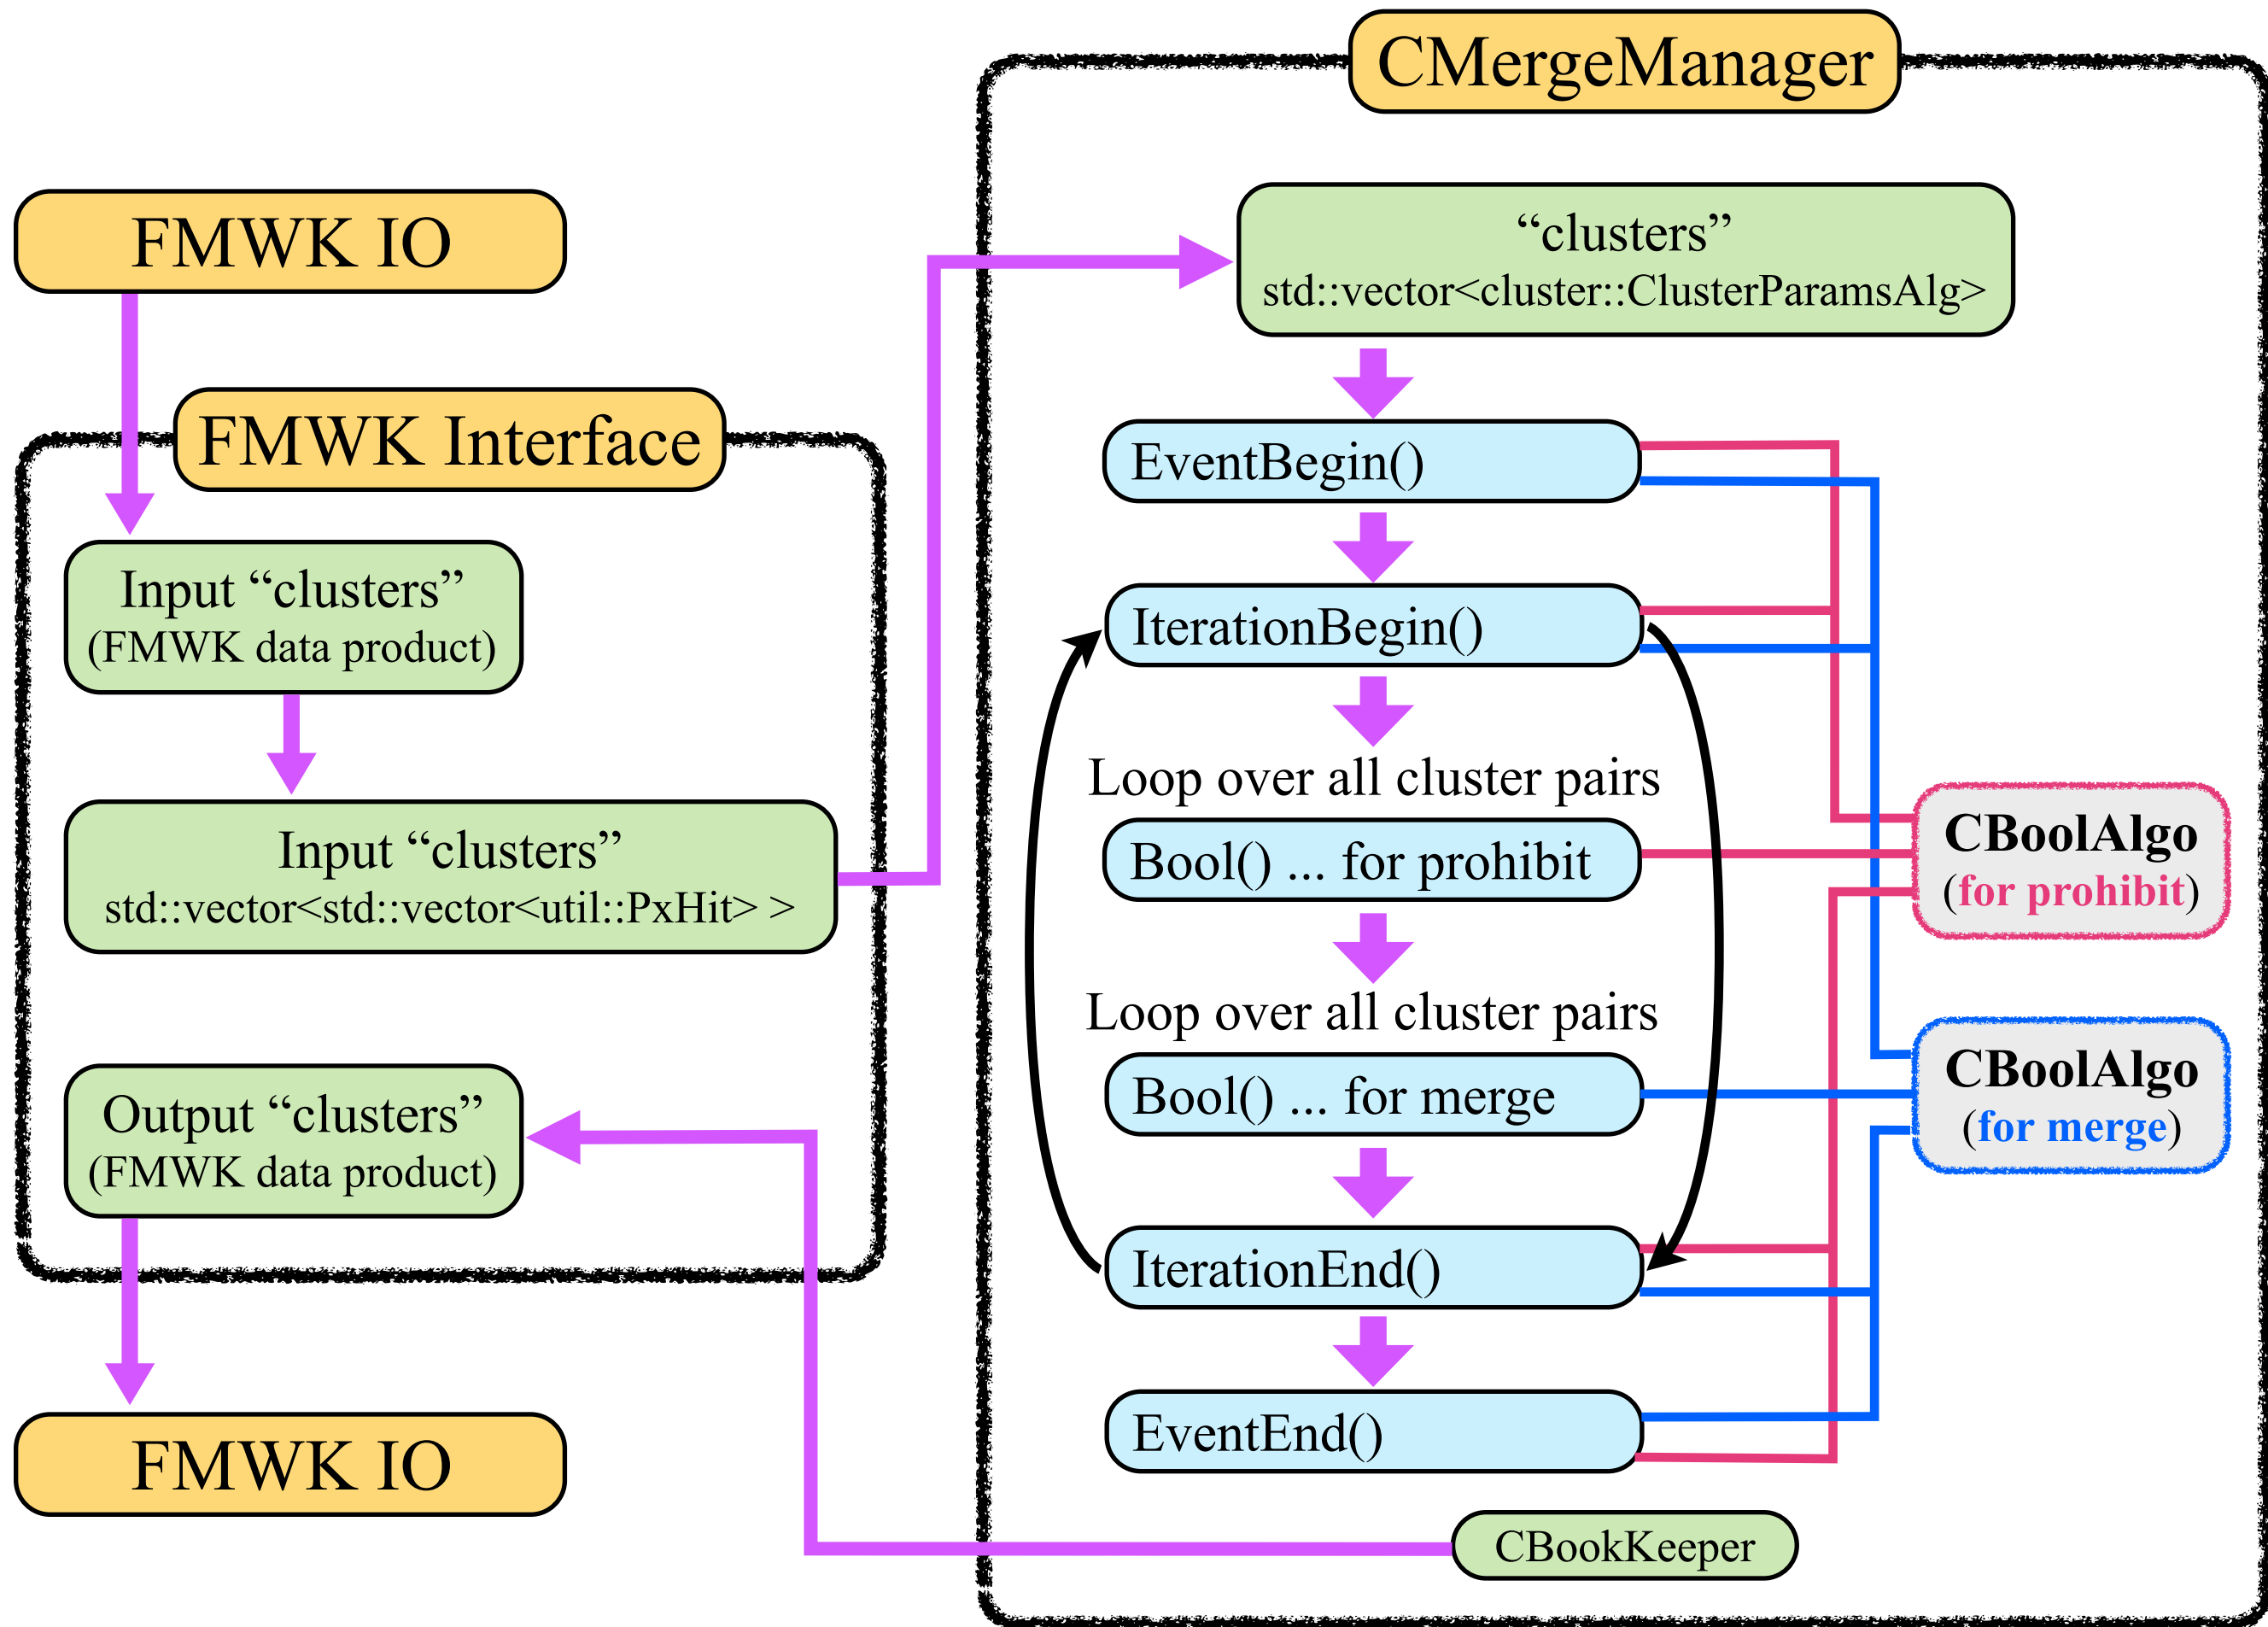 FMWK IO
FMWK Interface
Input “clusters”
(FMWK data product)
Input “clusters”
std::vector<std::vector<util::PxHit> >
Output “clusters”
(FMWK data product)
FMWK IO
CMergeManager
“clusters”
std::vector<cluster::ClusterParamsAlg>
EventBegin()
IterationBegin()
Loop over all cluster pairs
Bool() ... for prohibit
Loop over all cluster pairs
Bool() ... for merge
IterationEnd()
EventEnd()
CBookKeeper
CBoolAlgo
(for prohibit)
CBoolAlgo
(for merge)